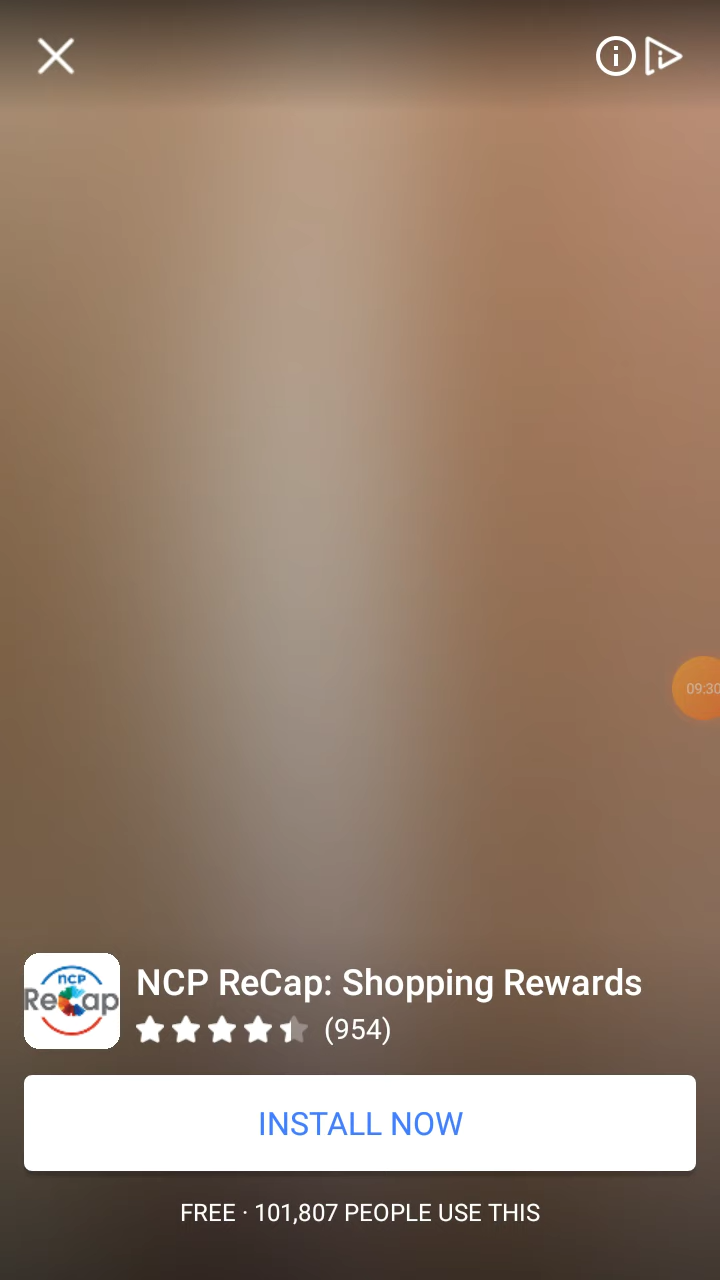 09:30
NCP
ReCap
NCP ReCap: Shopping Rewards
(954)
INSTALL NOW
FREE · 101,807 PEOPLE USE THIS